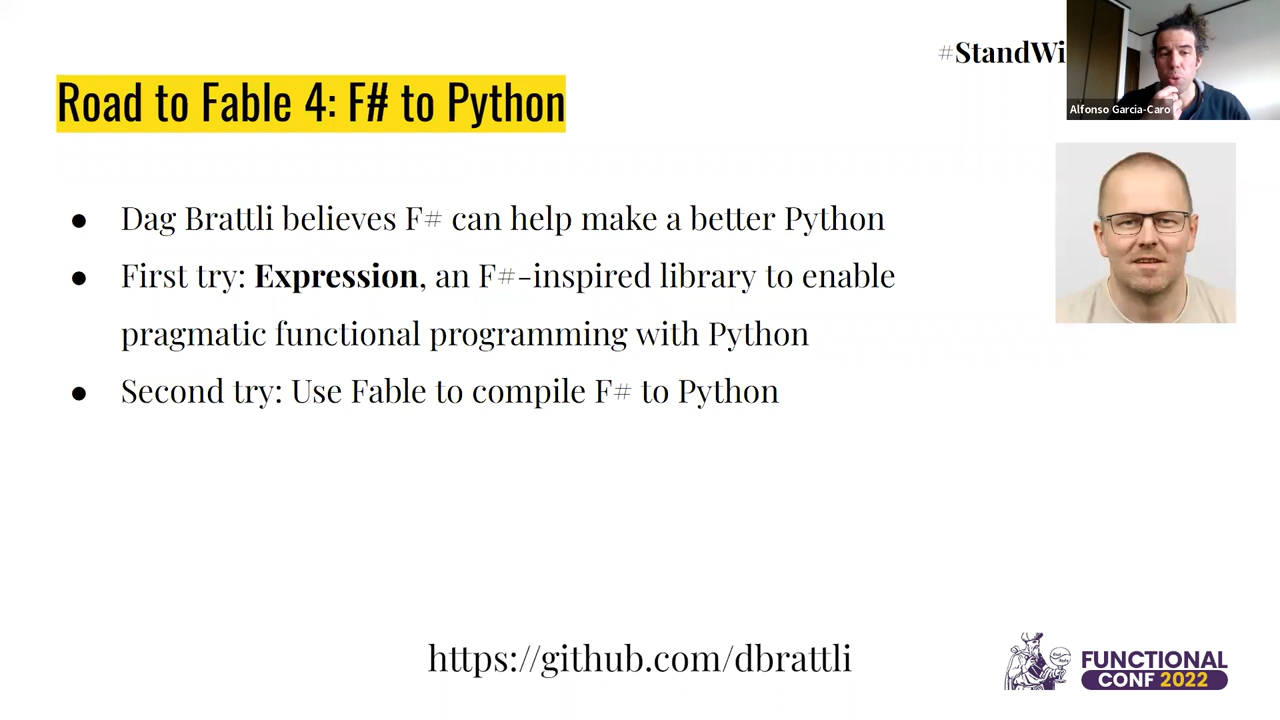 #StandWi
Alfonso Garcia-Caro
Road to Fable 4: F# to Python
● Dag Brattli believes F# can help make a better Python
● First try: Expression, an F#-inspired library to enable
pragmatic functional programming with Python
● Second try: Use Fable to compile F# to Python
https://github.com/dbrattli
FUNCTIONAL
CONF 2022